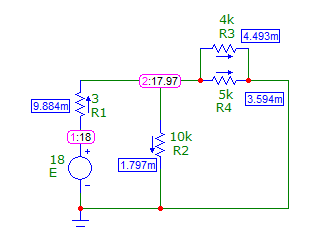 4k
R3
4.493m
2:17.97
5k
R4
3.594m
3
R1
9.884m
1:18
10k
R2
1.797m
18
E
+
-